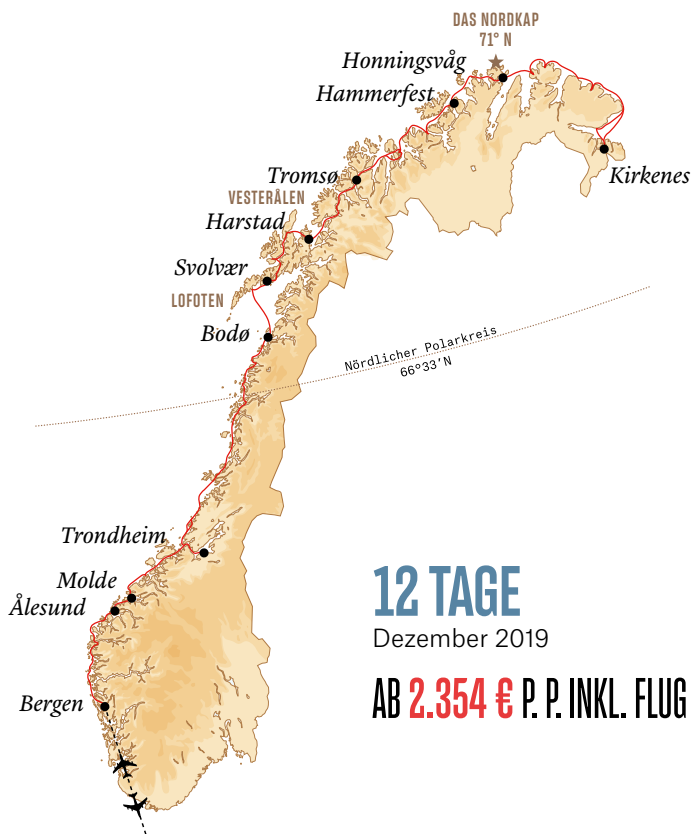 DAS NORDKAP
71° N
Honningsvåg
Hammerfest
Tromsø
Kirkenes
VESTERÅLEN
Harstad
Svolvær
LOFOTEN
Bodø
Nördlicher Polarkreis
66°33'N
Trondheim
Molde
Ålesund
Bergen
12 TAGE
Dezember 2019
AB 2.354 € P. P. INKL. FLUG